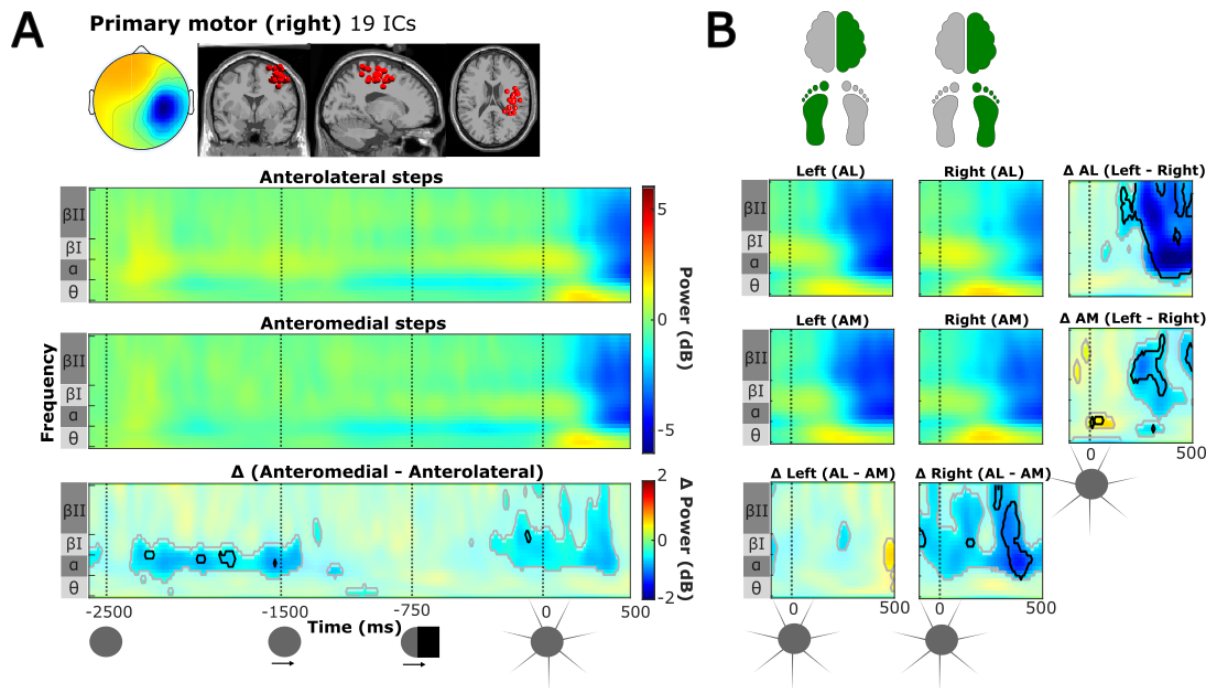 A
Primary motor (right) 19 ICs
B
Anterolateral steps
βII
βI
α
θ
5
0
-5
Power (dB)
Anteromedial steps
βII
βI
α
θ
Frequency
Δ (Anteromedial - Anterolateral)
βII
βI
α
θ
2
0
-2
Δ Power (dB)
-2500
-1500
-750
0
500
Time (ms)
Left (AL)
Right (AL)
Δ AL (Left - Right)
βII
βI
α
θ
Left (AM)
Right (AM)
Δ AM (Left - Right)
βII
βI
α
θ
0
500
Δ Left (AL - AM)
Δ Right (AL - AM)
βII
βI
α
θ
0
500
0
500